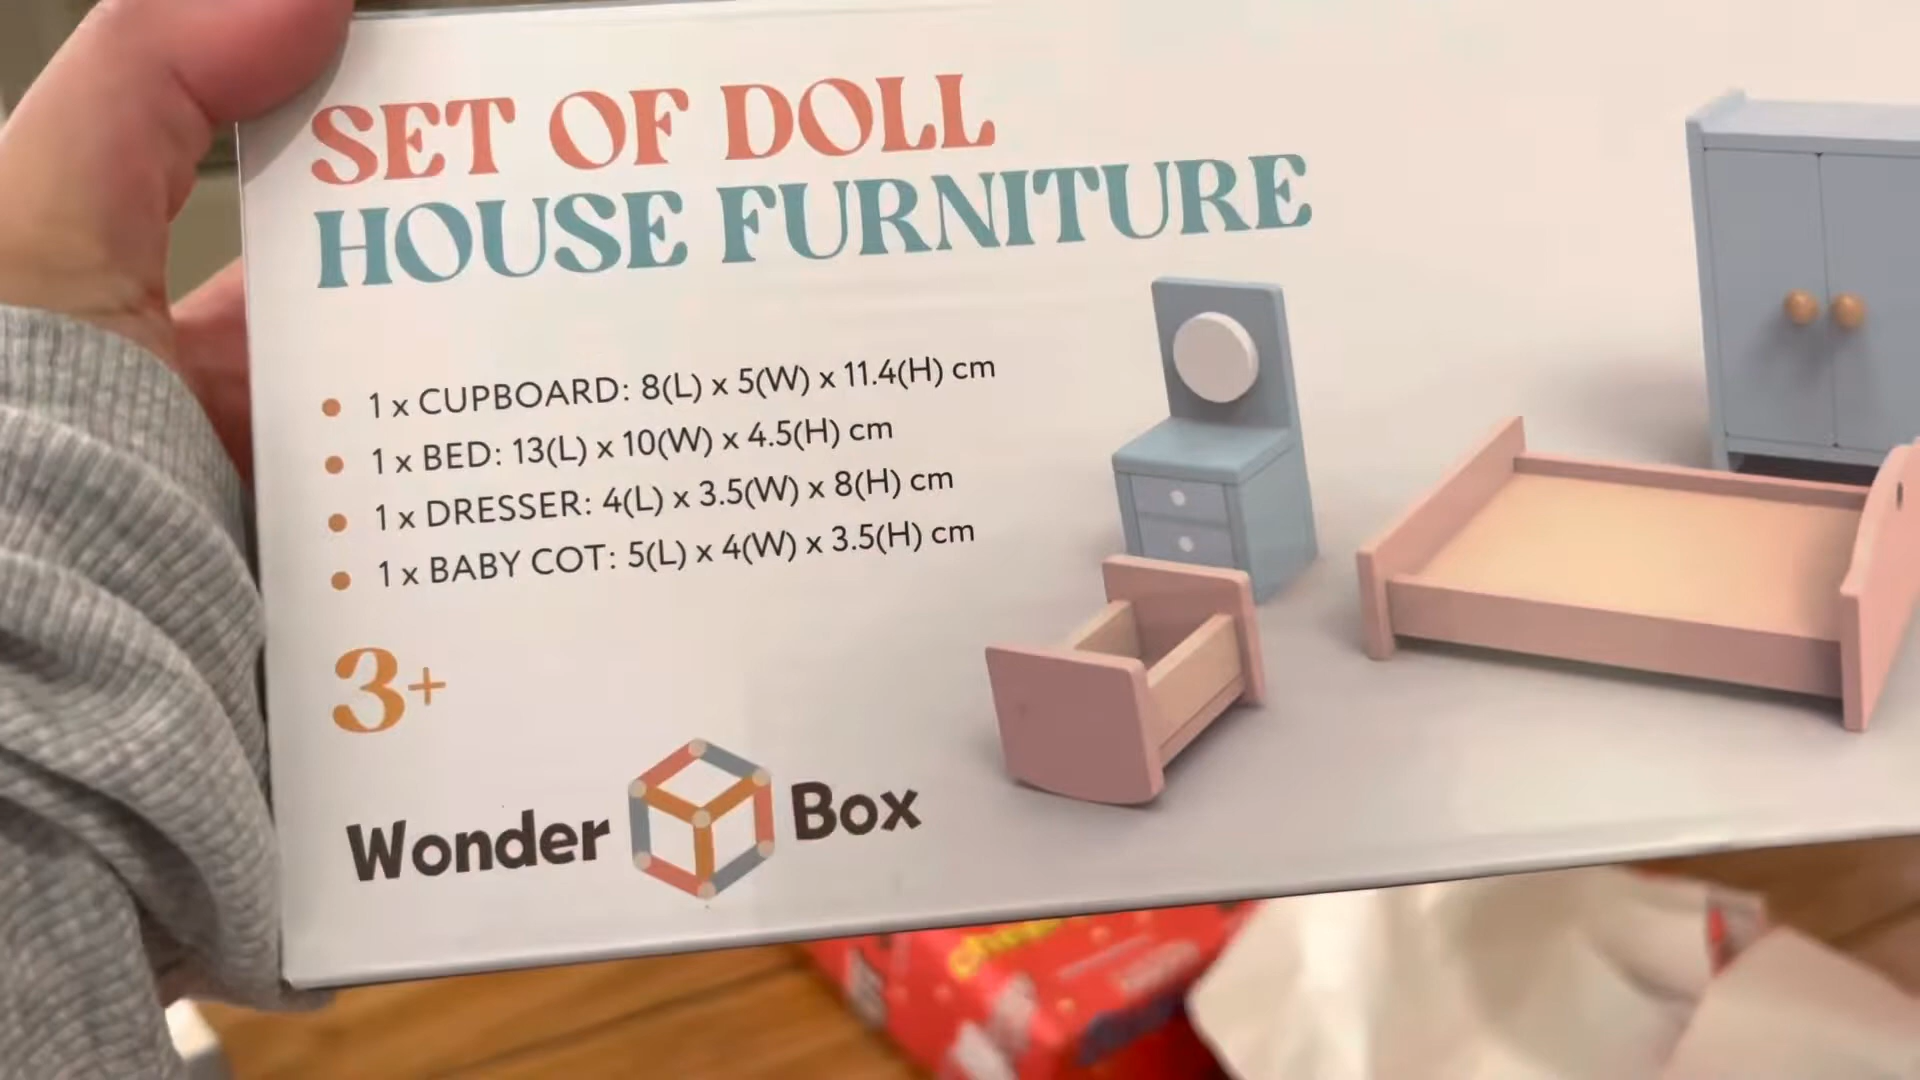 SET OF DOLL
HOUSE FURNITURE
1 x CUPBOARD: 8(L) x 5(W) x 11.4(H) cm
1 x BED: 13(L) x 10(W) x 4.5(H) cm
1 x DRESSER: 4(L) x 3.5(W) x 8(H) cm
1 x BABY COT: 5(L) x 4(W) x 3.5(H) cm
3+
Wonder Box